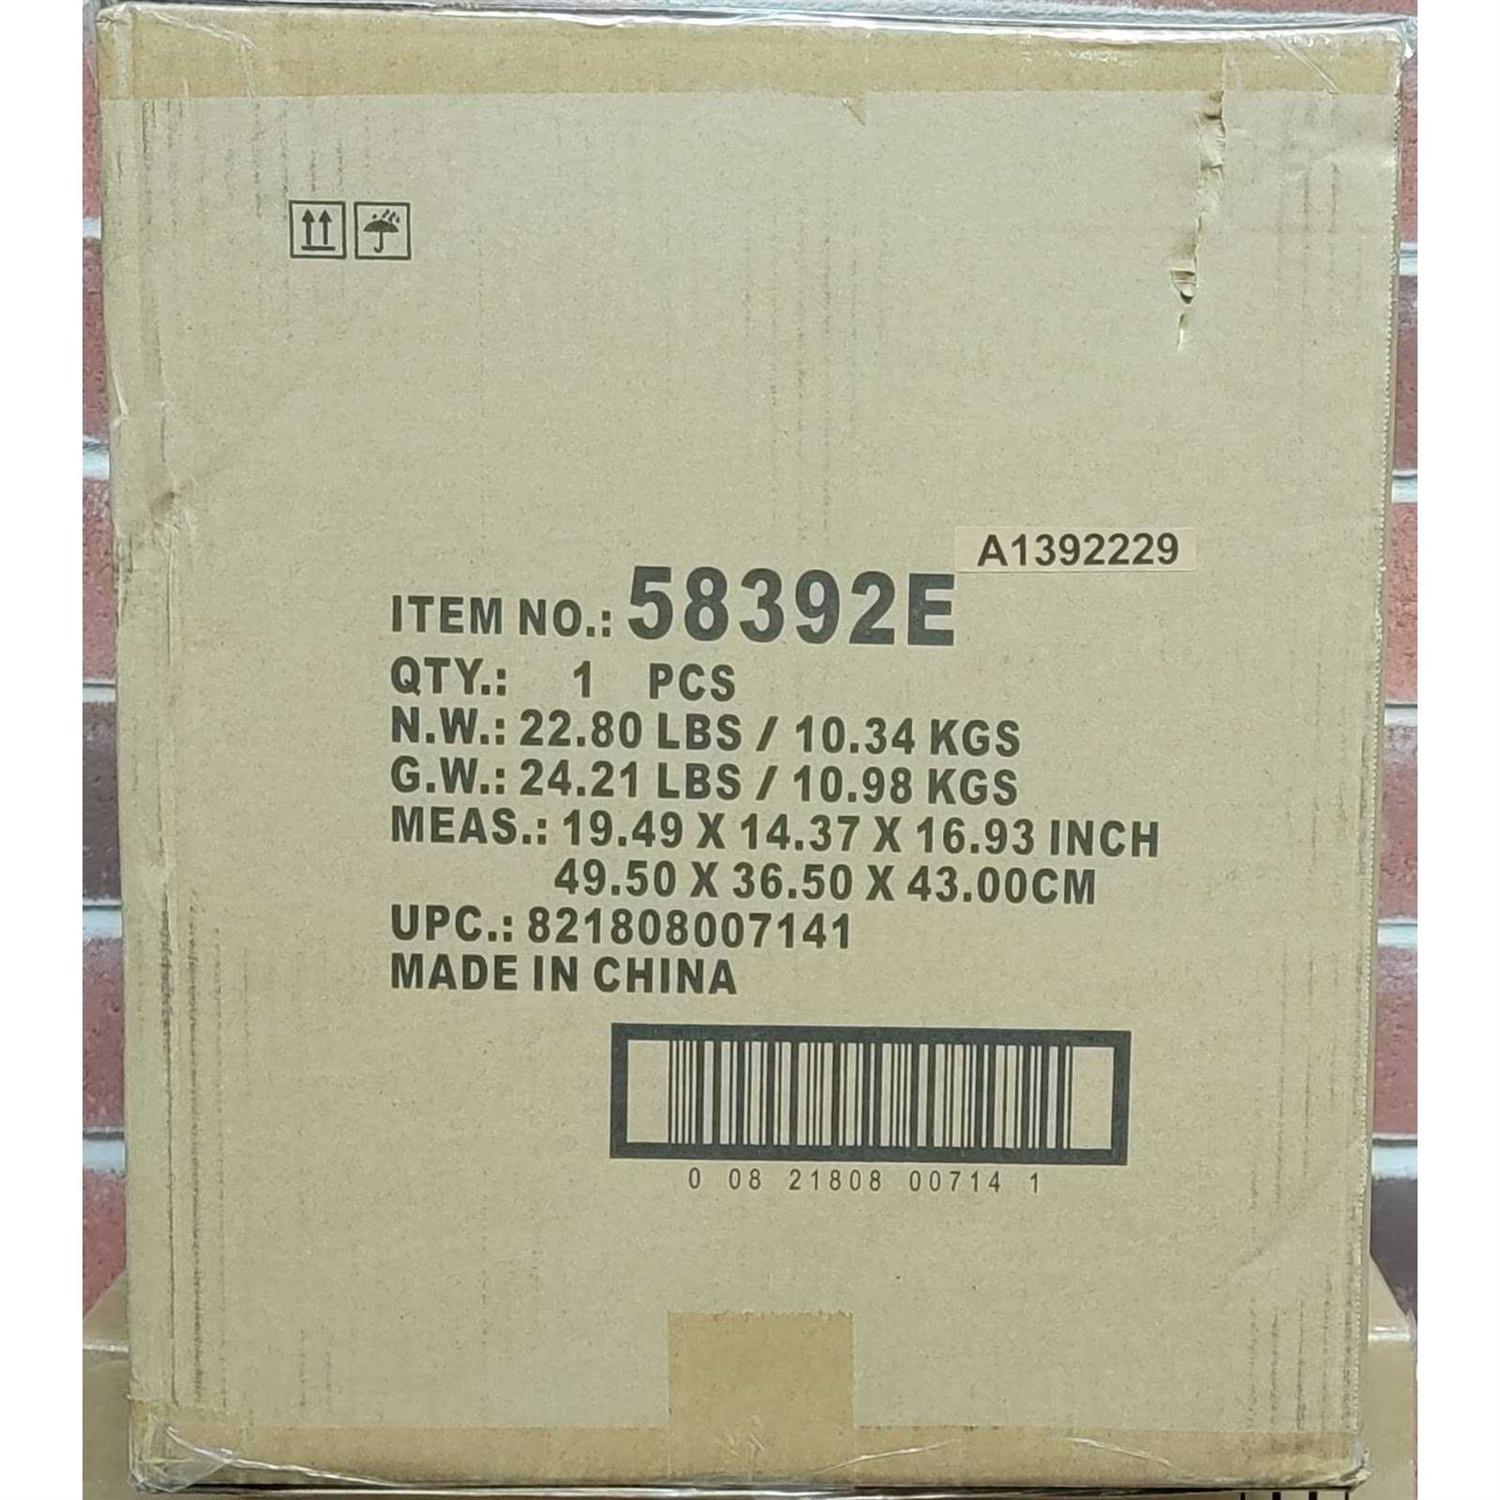 A1392229
ITEM NO.: 58392E
QTY.: 1 PCS
N.W.: 22.80 LBS / 10.34 KGS
G.W.: 24.21 LBS / 10.98 KGS
MEAS.: 19.49 X 14.37 X 16.93 INCH
49.50 X 36.50 X 43.00CM
UPC.: 821808007141
MADE IN CHINA
0 08 21808 00714 1